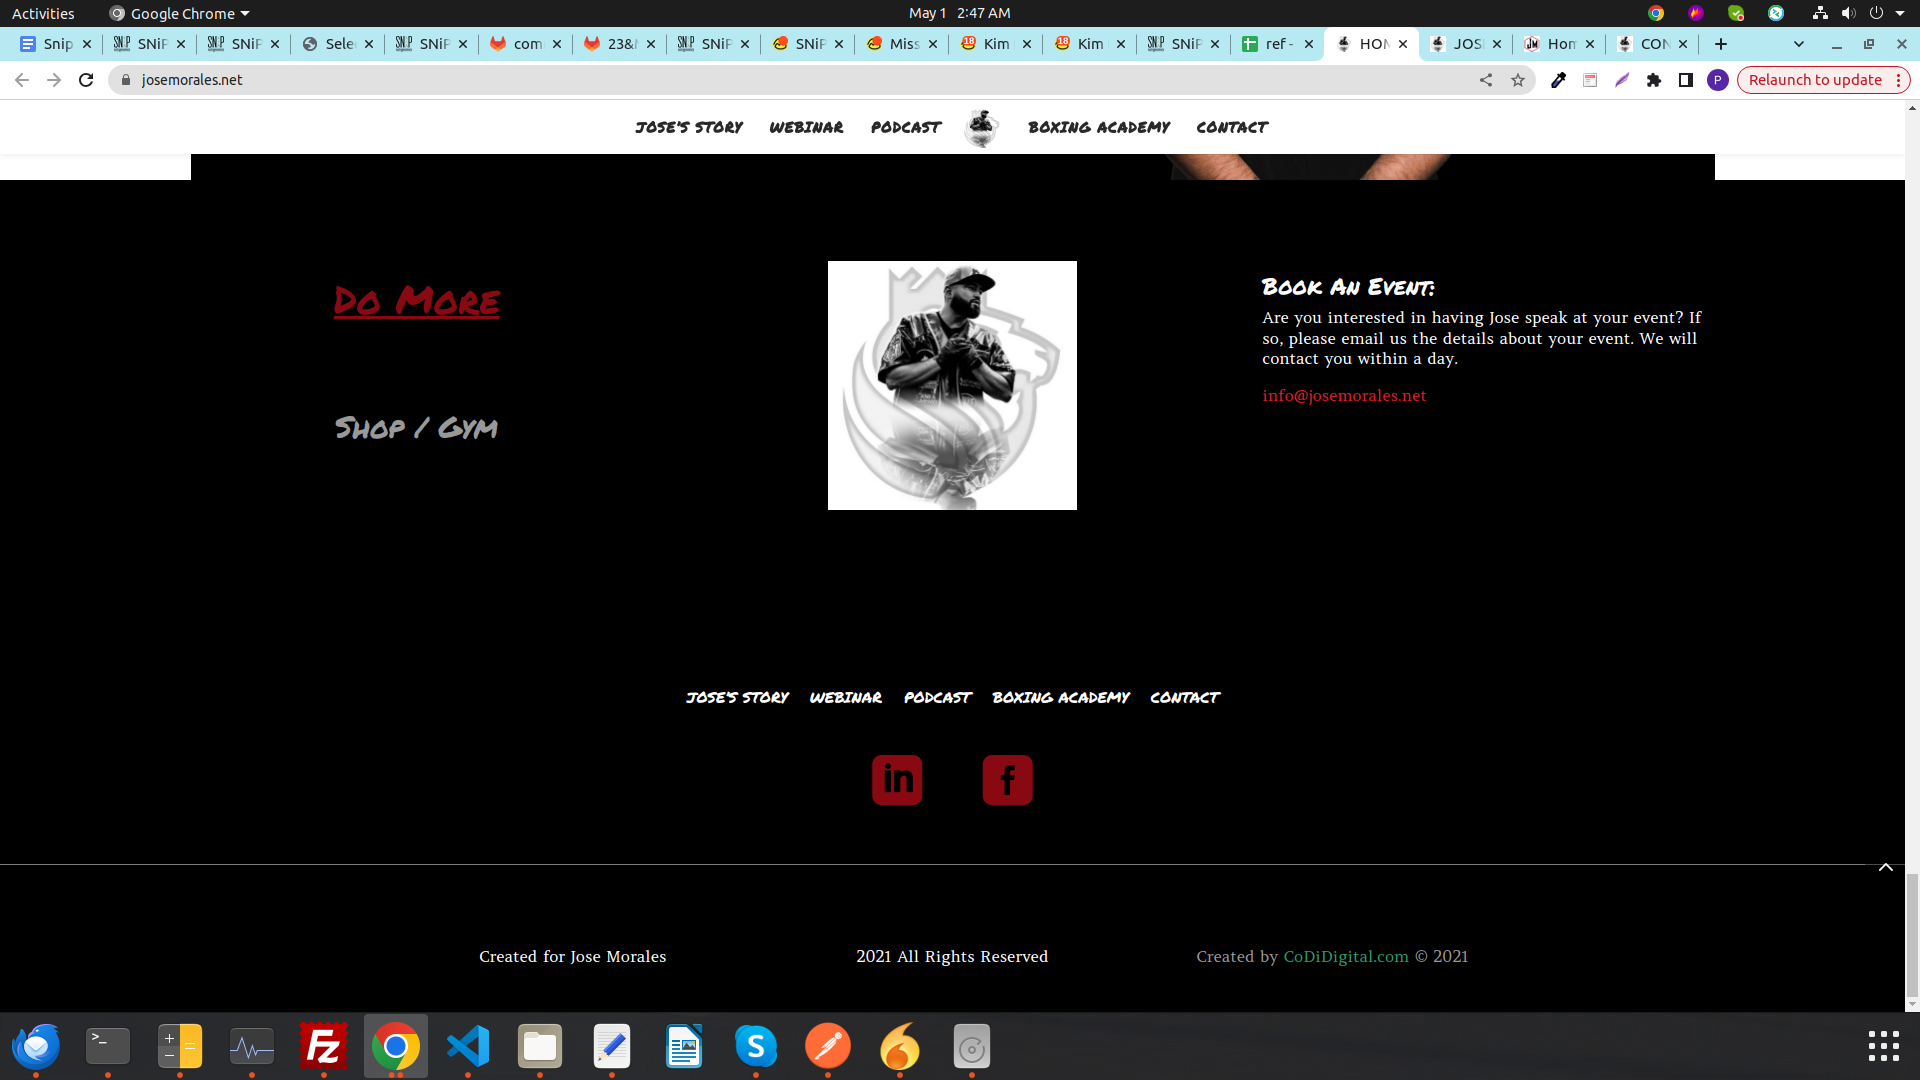 Activities
Google Chrome
May 1 2:47 AM
Snip
SNiP
SNiP
Sele
SNiP
com
23&
SNiP
SNiP
Miss
Kim
Kim
SNiP
ref -
HOM
JOS
Hom
CON
josemorales.net
P
Relaunch to update
JOSE'S STORY
WEBINAR
PODCAST
BOXING ACADEMY
CONTACT
Do More
Shop / Gym
Book An Event:
Are you interested in having Jose speak at your event? If
so, please email us the details about your event. We will
contact you within a day.
info@josemorales.net
JOSE'S STORY
WEBINAR
PODCAST
BOXING ACADEMY
CONTACT
in
f
Created for Jose Morales
2021 All Rights Reserved
Created by CoDiDigital.com © 2021